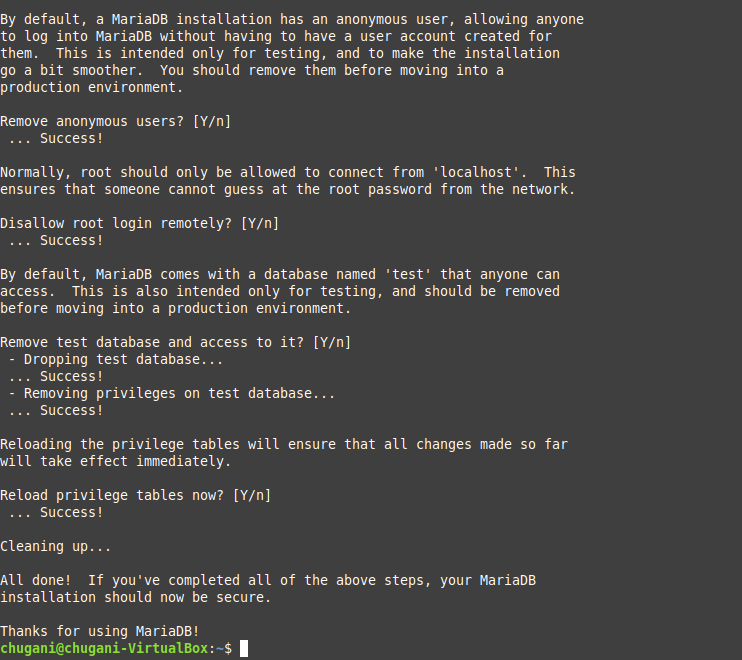 By default, a MariaDB installation has an anonymous user, allowing anyone
to log into MariaDB without having to have a user account created for
them.  This is intended only for testing, and to make the installation
go a bit smoother.  You should remove them before moving into a
production environment.
Remove anonymous users? [Y/n]
 ... Success!
Normally, root should only be allowed to connect from 'localhost'.  This
ensures that someone cannot guess at the root password from the network.
Disallow root login remotely? [Y/n]
 ... Success!
By default, MariaDB comes with a database named 'test' that anyone can
access.  This is also intended only for testing, and should be removed
before moving into a production environment.
Remove test database and access to it? [Y/n]
 - Dropping test database...
 ... Success!
 - Removing privileges on test database...
 ... Success!
Reloading the privilege tables will ensure that all changes made so far
will take effect immediately.
Reload privilege tables now? [Y/n]
 ... Success!
Cleaning up...
All done!  If you've completed all of the above steps, your MariaDB
installation should now be secure.
Thanks for using MariaDB!
chugani@chugani-VirtualBox:~$